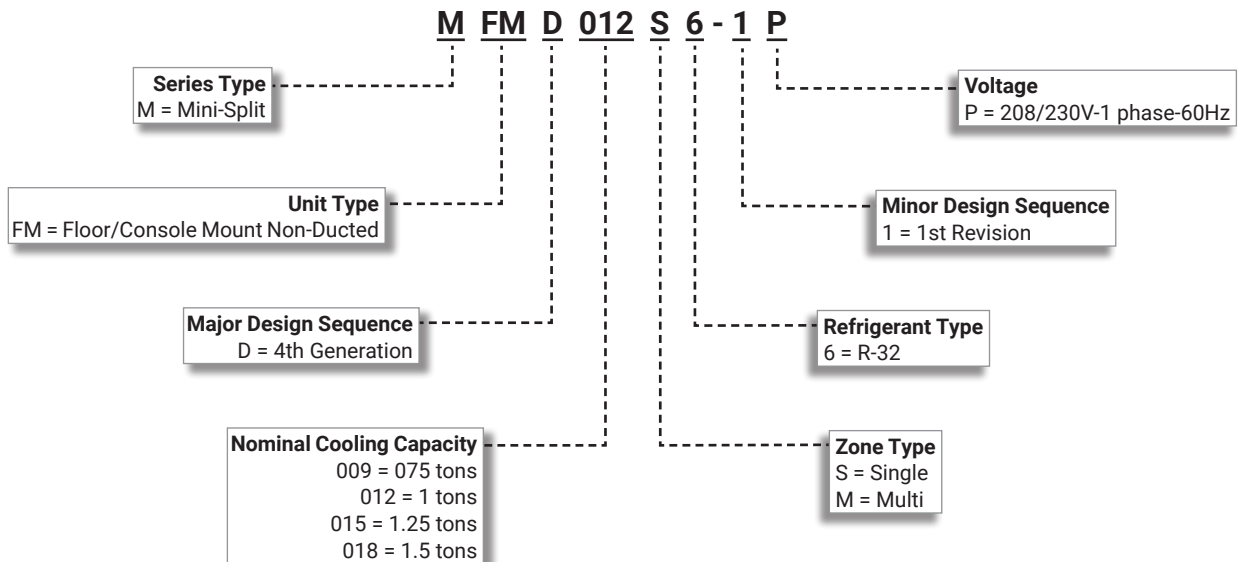 M FM D 012 S 6 - 1 P
Series Type
M = Mini-Split
Voltage
P = 208/230V-1 phase-60Hz
Unit Type
FM = Floor/Console Mount Non-Ducted
Minor Design Sequence
1 = 1st Revision
Major Design Sequence
D = 4th Generation
Refrigerant Type
6 = R-32
Nominal Cooling Capacity
009 = 075 tons
012 = 1 tons
015 = 1.25 tons
018 = 1.5 tons
Zone Type
S = Single
M = Multi